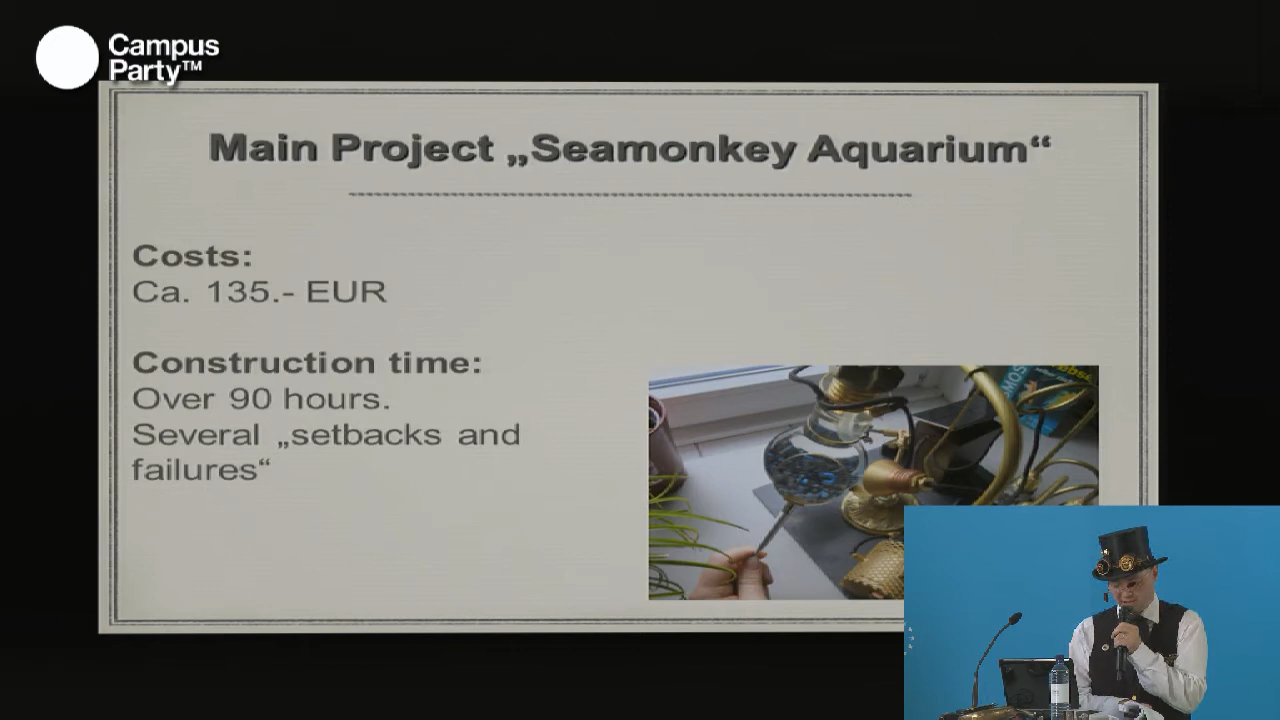 Campus
Party™
Main Project „Seamonkey Aquarium“
Costs:
Ca. 135.- EUR
Construction time:
Over 90 hours.
Several „setbacks and
failures“